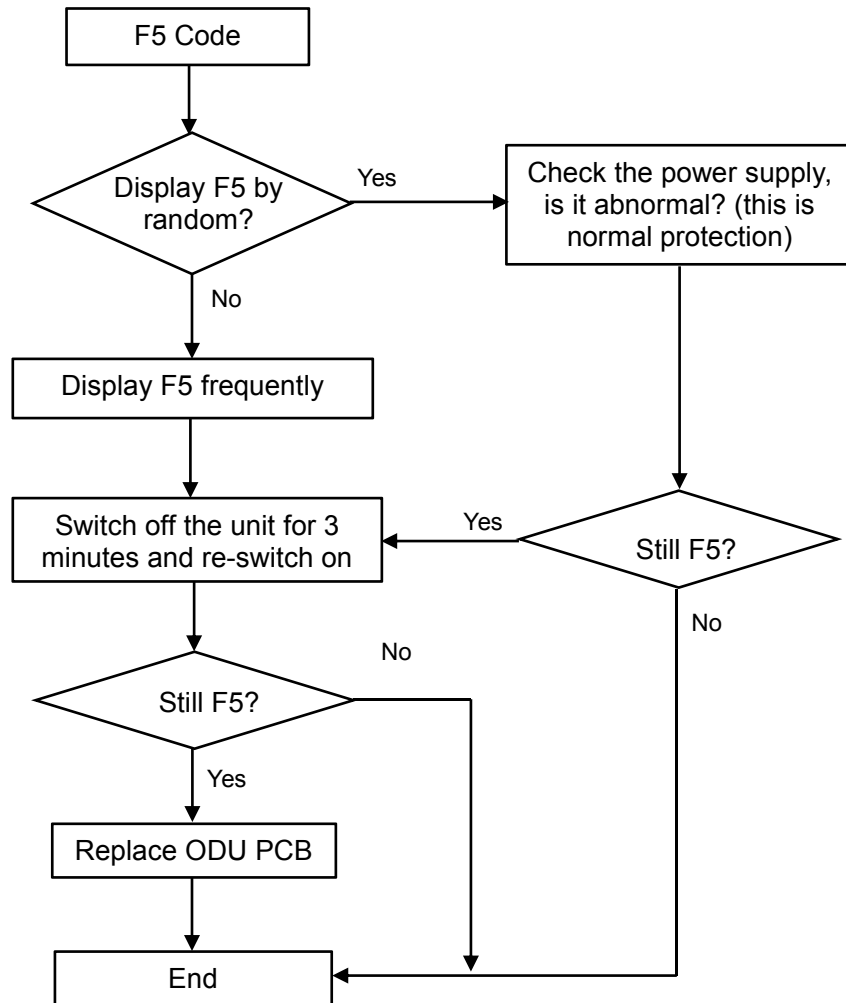 F5 Code
Display F5 by
random?
Yes
Check the power supply,
is it abnormal? (this is
normal protection)
No
Display F5 frequently
Switch off the unit for 3
minutes and re-switch on
Yes
Still F5?
No
No
Still F5?
Yes
Replace ODU PCB
End